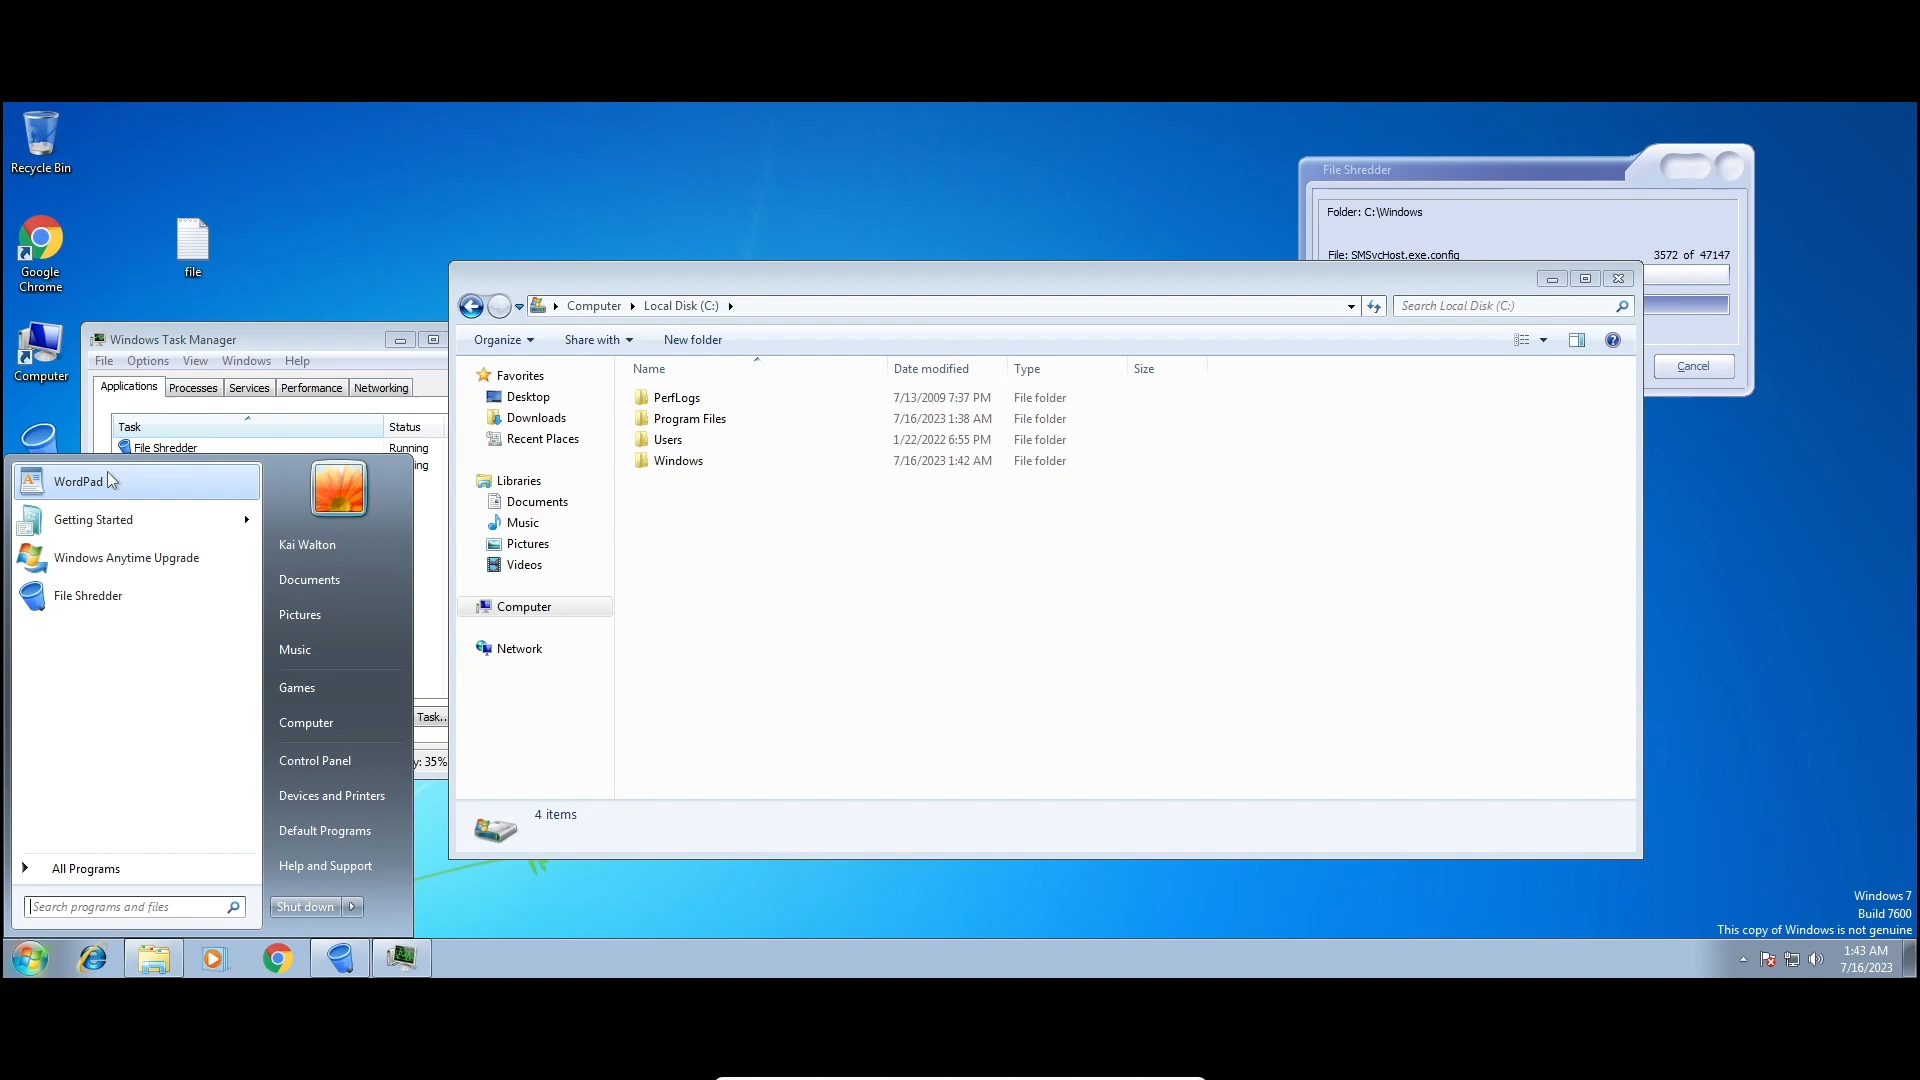 Recycle Bin
Google
Chrome
file
Computer
File Shredder
Folder: C:\Windows
File: SMSvcHost.exe.config 3572 of 47147
Cancel
Windows Task Manager
File Options View Windows Help
Applications Processes Services Performance Networking
Task Status
File Shredder Running
ing
Task..
y: 35%
Computer Local Disk (C:) Search Local Disk (C:)
Organize Share with New folder
Name Date modified Type Size
PerfLogs 7/13/2009 7:37 PM File folder
Program Files 7/16/2023 1:38 AM File folder
Users 1/22/2022 6:55 PM File folder
Windows 7/16/2023 1:42 AM File folder
Favorites
Desktop
Downloads
Recent Places
Libraries
Documents
Music
Pictures
Videos
Computer
Network
4 items
WordPad
Getting Started
Windows Anytime Upgrade
File Shredder
All Programs
Search programs and files
Kai Walton
Documents
Pictures
Music
Games
Computer
Control Panel
Devices and Printers
Default Programs
Help and Support
Shut down
Windows 7
Build 7600
This copy of Windows is not genuine
1:43 AM
7/16/2023